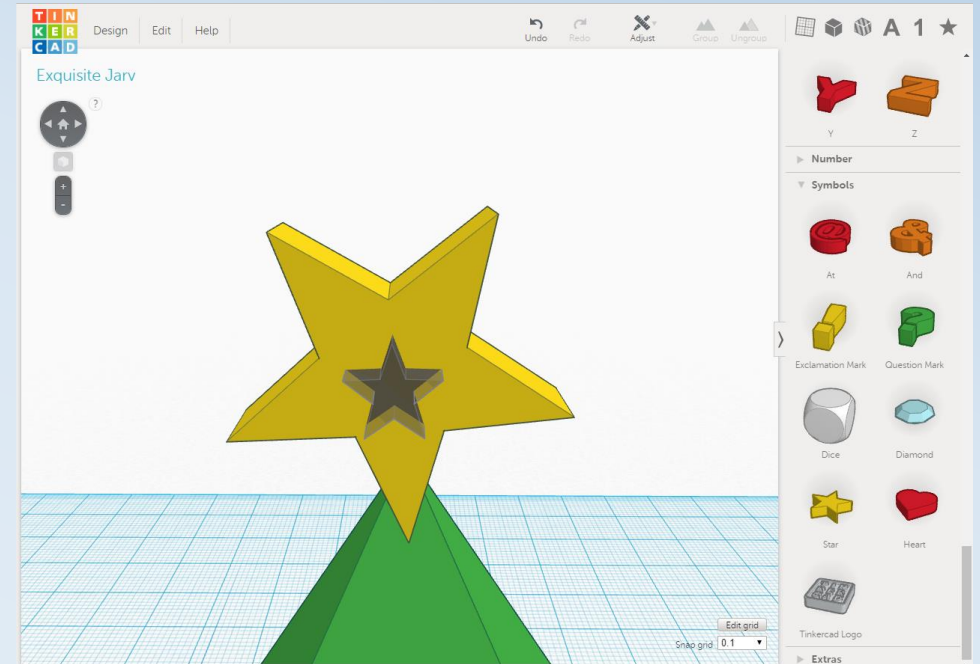 TIN
KER
CAD
Design Edit Help
Undo Redo Adjust Group Ungroup
A 1
Exquisite Jarv
?
+
-
Y Z
Number
Symbols
At And
Exclamation Mark Question Mark
Dice Diamond
Star Heart
Tinkercad Logo
Extras
Edit grid
Snap grid 0.1